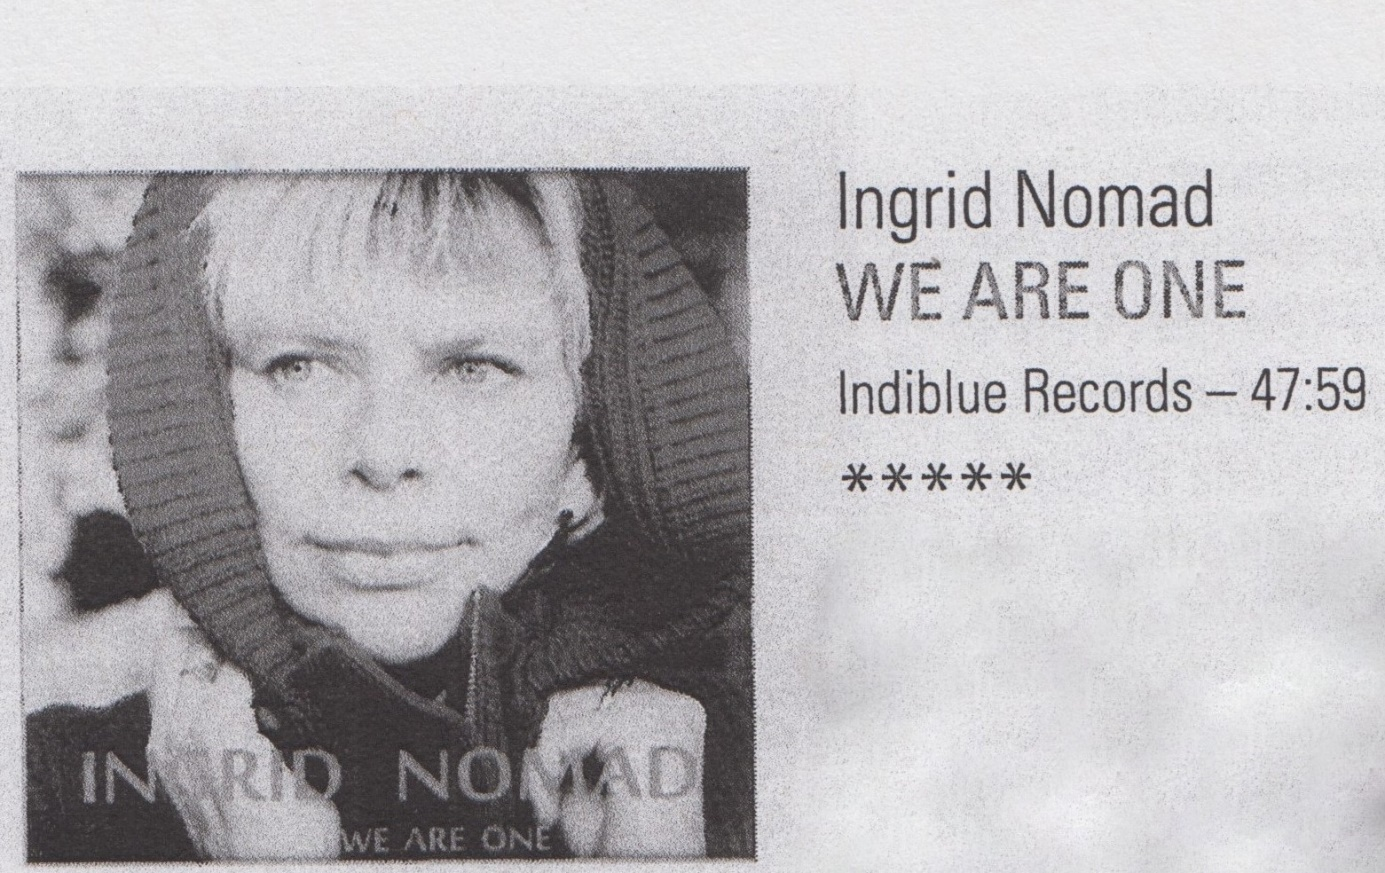 Ingrid Nomad
WE ARE ONE
Indiblue Records – 47:59
*****
INGRID NOMAD
WE ARE ONE